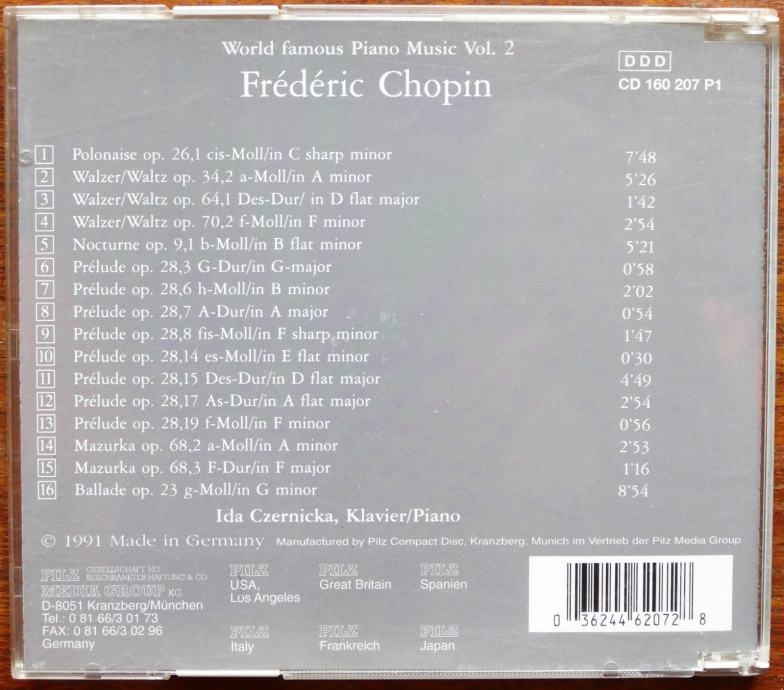 World famous Piano Music Vol. 2
Frédéric Chopin
DDD
CD 160 207 P1
1 Polonaise op. 26,1 cis-Moll/in C sharp minor 7'48
2 Walzer/Waltz op. 34,2 a-Moll/in A minor 5'26
3 Walzer/Waltz op. 64,1 Des-Dur/ in D flat major 1'42
4 Walzer/Waltz op. 70,2 f-Moll/in F minor 2'54
5 Nocturne op. 9,1 b-Moll/in B flat minor 5'21
6 Prélude op. 28,3 G-Dur/in G-major 0'58
7 Prélude op. 28,6 h-Moll/in B minor 2'02
8 Prélude op. 28,7 A-Dur/in A major 0'54
9 Prélude op. 28,8 fis-Moll/in F sharp minor 1'47
10 Prélude op. 28,14 es-Moll/in E flat minor 0'30
11 Prélude op. 28,15 Des-Dur/in D flat major 4'49
12 Prélude op. 28,17 As-Dur/in A flat major 2'54
13 Prélude op. 28,19 f-Moll/in F minor 0'56
14 Mazurka op. 68,2 a-Moll/in A minor 2'53
15 Mazurka op. 68,3 F-Dur/in F major 1'16
16 Ballade op. 23 g-Moll/in G minor 8'54
Ida Czernicka, Klavier/Piano
© 1991 Made in Germany Manufactured by Pilz Compact Disc, Kranzberg, Munich im Vertrieb der Pilz Media Group
PILZ GESELLSCHAFT MIT
BESCHRÄNKTER HAFTUNG & CO
MEDIA GROUP KG
D-8051 Kranzberg/München
Tel.: 0 81 66/3 01 73
FAX: 0 81 66/3 02 96
Germany
PILZ
USA,
Los Angeles
PILZ
Great Britain
PILZ
Spanien
PILZ
Italy
PILZ
Frankreich
PILZ
Japan
0 36244 62072 8